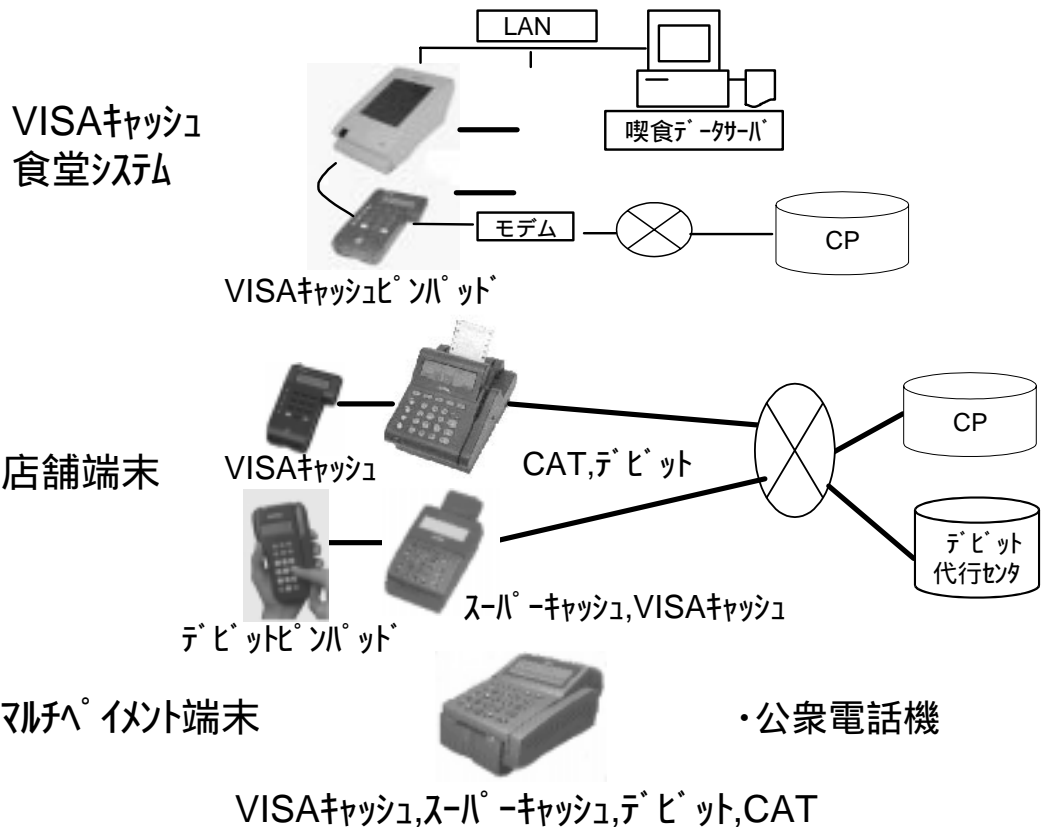 LAN
VISAｷｬｯｼｭ
食堂ｼｽﾃﾑ
喫食ﾃﾞｰﾀｻｰﾊﾞ
モデム
CP
VISAｷｬｯｼｭﾋﾟﾝﾊﾟｯﾄﾞ
店舗端末
VISAｷｬｯｼｭ
CAT,ﾃﾞﾋﾞｯﾄ
CP
ﾃﾞﾋﾞｯﾄ
代行ｾﾝﾀ
ｽｰﾊﾟｰｷｬｯｼｭ,VISAｷｬｯｼｭ
ﾃﾞﾋﾞｯﾄﾋﾟﾝﾊﾟｯﾄﾞ
ﾏﾙﾁﾍﾟｲﾒﾝﾄ端末
・公衆電話機
VISAｷｬｯｼｭ,ｽｰﾊﾟｰｷｬｯｼｭ,ﾃﾞﾋﾞｯﾄ,CAT